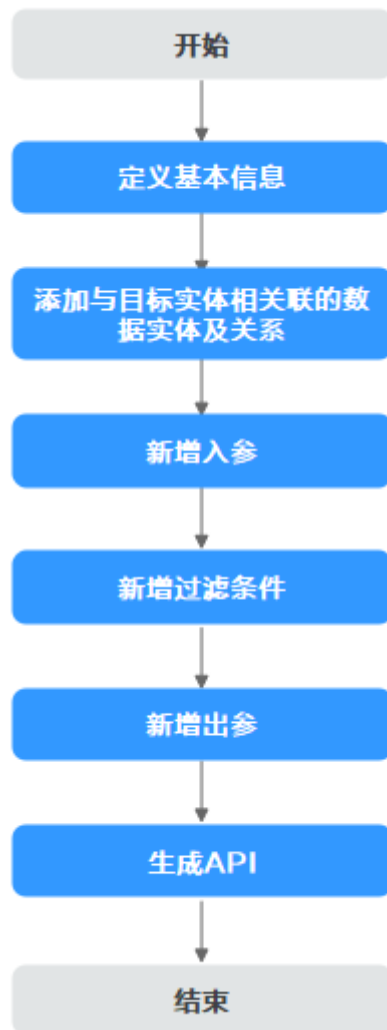 开始
定义基本信息
添加与目标实体相关联的数
据实体及关系
新增入参
新增过滤条件
新增出参
生成API
结束